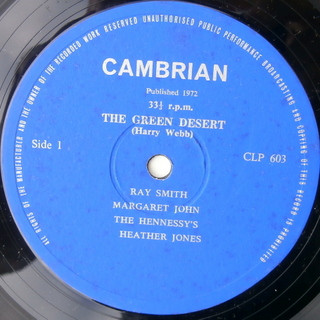 ALL RIGHTS OF THE MANUFACTURER AND THE OWNER OF THE RECORDED WORK RESERVED UNAUTHORISED PUBLIC PERFORMANCE BROADCASTING AND COPYING OF THIS RECORD IS PROHIBITED
CAMBRIAN
Published 1972
33⅓ r.p.m.
THE GREEN DESERT
(Harry Webb)
Side 1
CLP 603
RAY SMITH
MARGARET JOHN
THE HENNESSY'S
HEATHER JONES